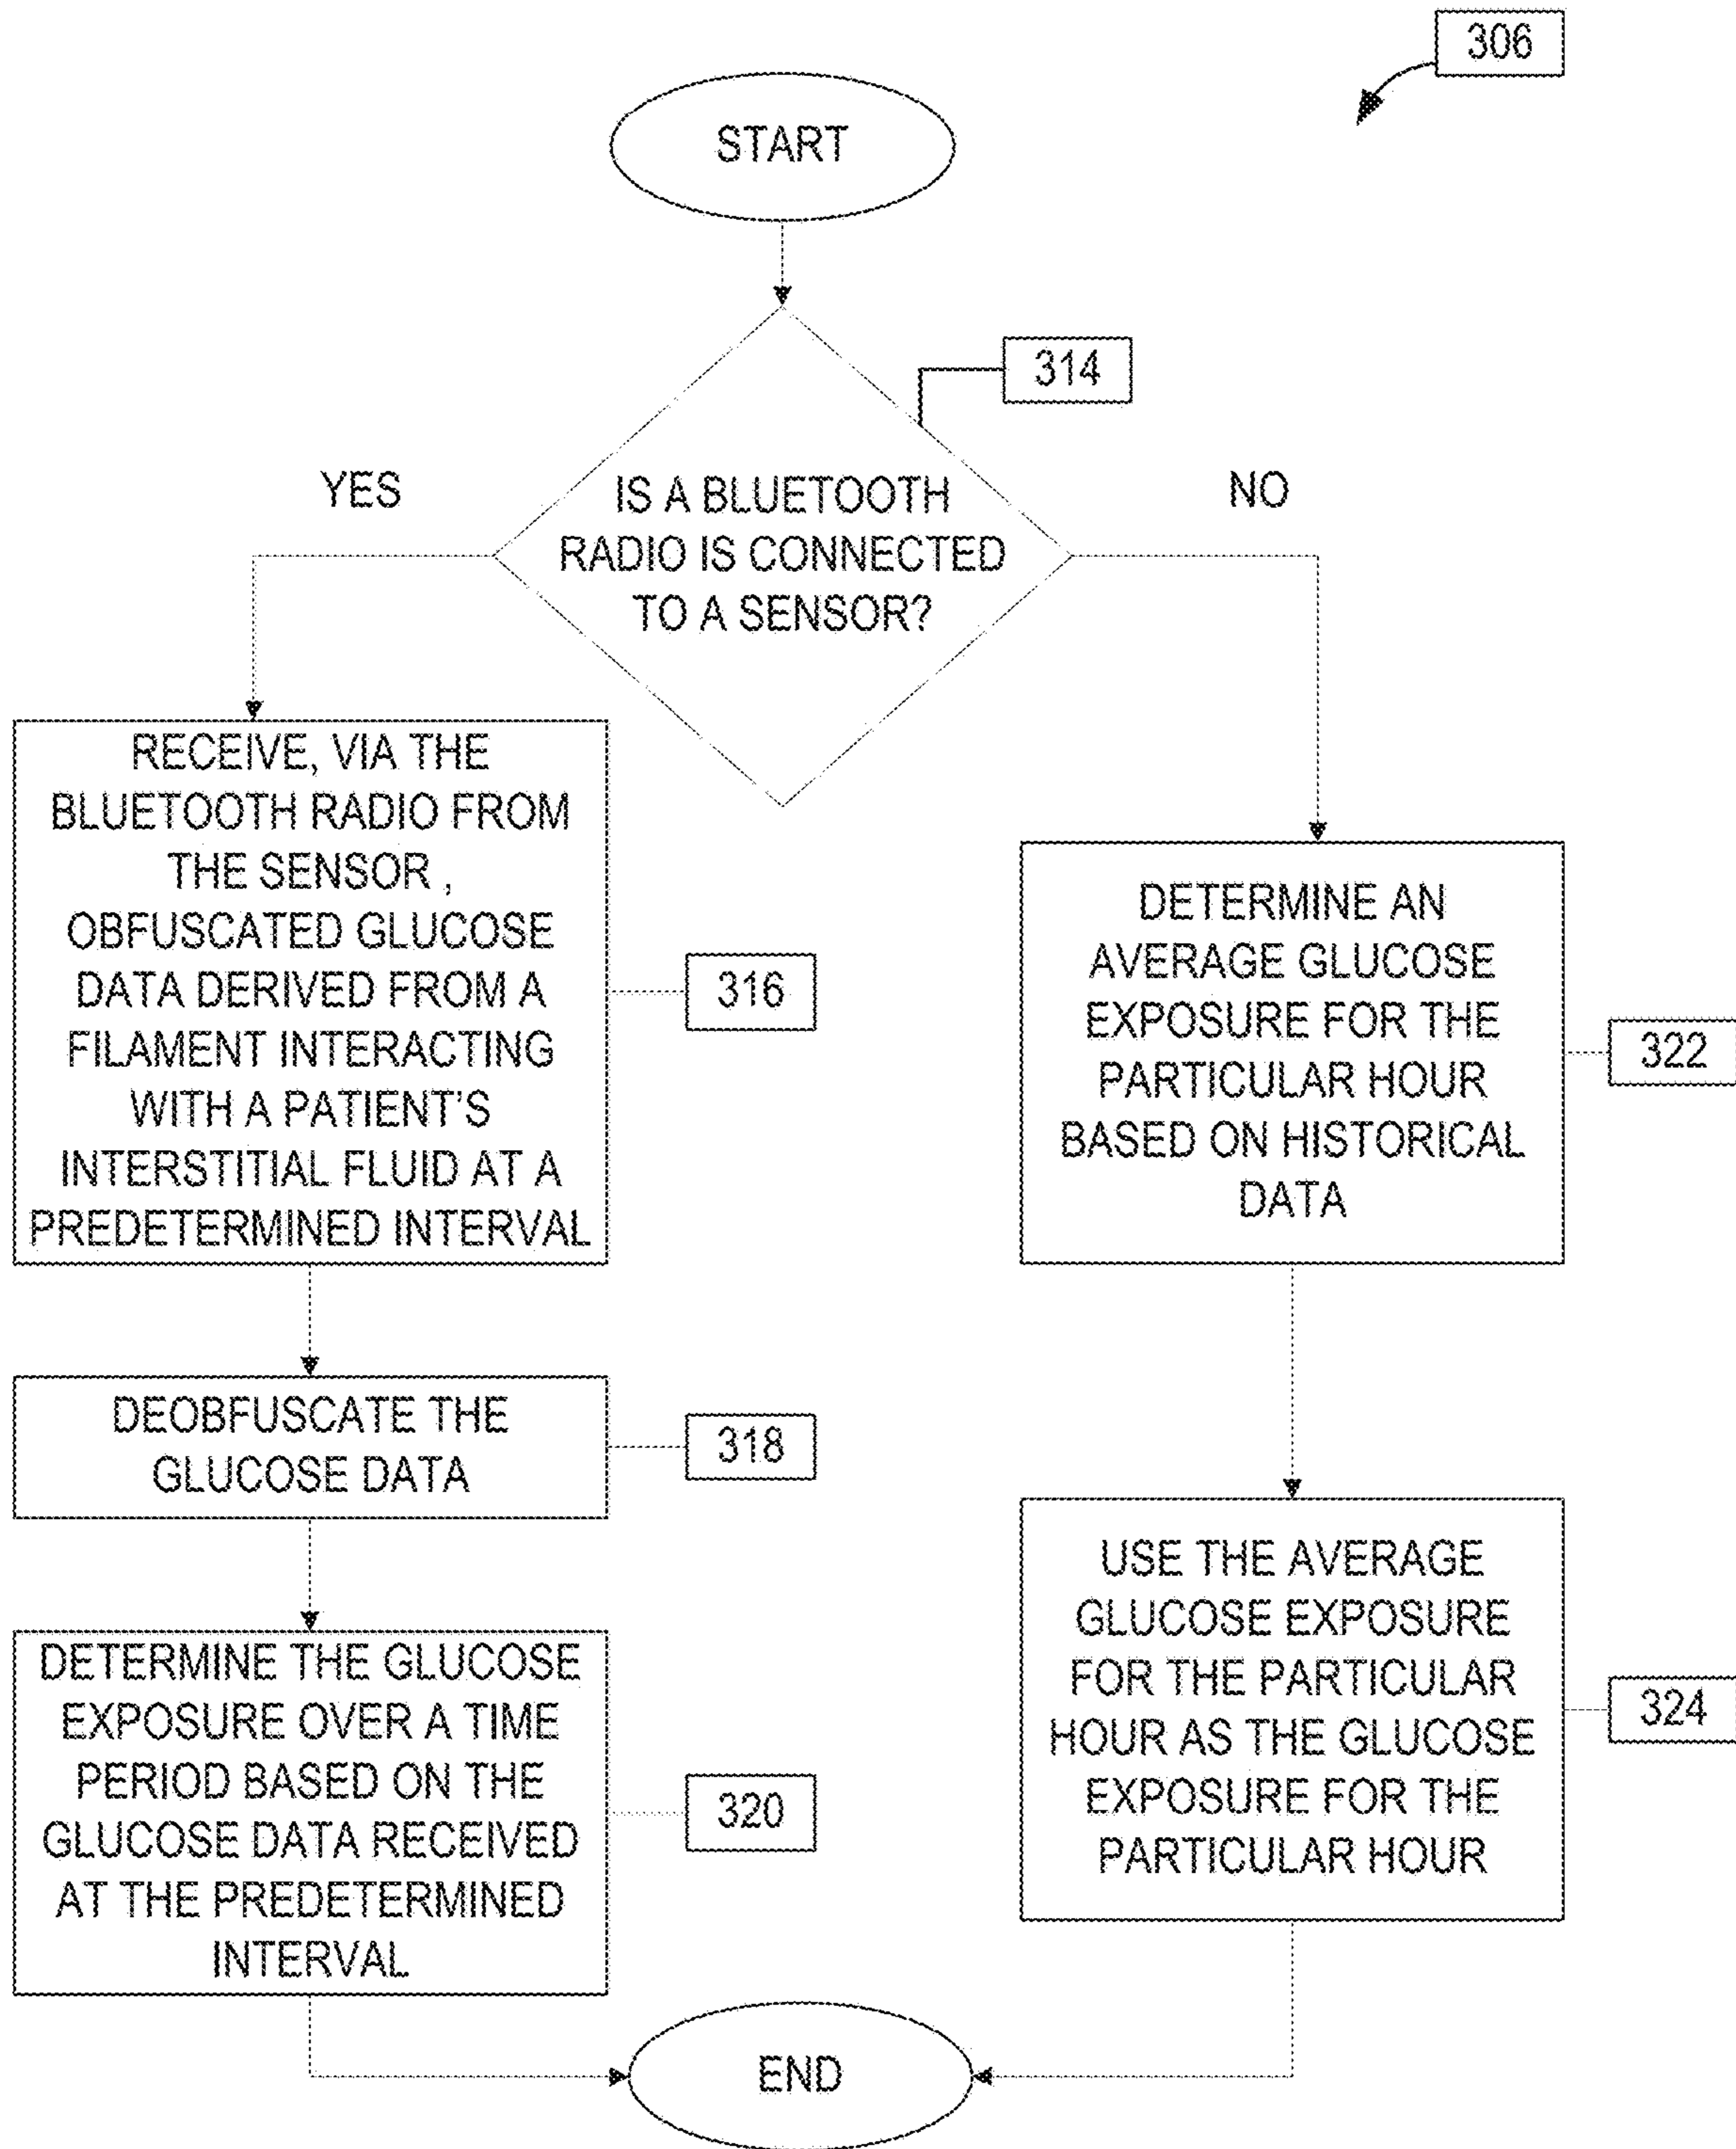 306
START
314
YES
NO
IS A BLUETOOTH
RADIO IS CONNECTED
TO A SENSOR?
RECEIVE, VIA THE
BLUETOOTH RADIO FROM
THE SENSOR ,
OBFUSCATED GLUCOSE
DATA DERIVED FROM A
FILAMENT INTERACTING
WITH A PATIENT'S
INTERSTITIAL FLUID AT A
PREDETERMINED INTERVAL
316
DEOBFUSCATE THE
GLUCOSE DATA
318
DETERMINE THE GLUCOSE
EXPOSURE OVER A TIME
PERIOD BASED ON THE
GLUCOSE DATA RECEIVED
AT THE PREDETERMINED
INTERVAL
320
DETERMINE AN
AVERAGE GLUCOSE
EXPOSURE FOR THE
PARTICULAR HOUR
BASED ON HISTORICAL
DATA
322
USE THE AVERAGE
GLUCOSE EXPOSURE
FOR THE PARTICULAR
HOUR AS THE GLUCOSE
EXPOSURE FOR THE
PARTICULAR HOUR
324
END